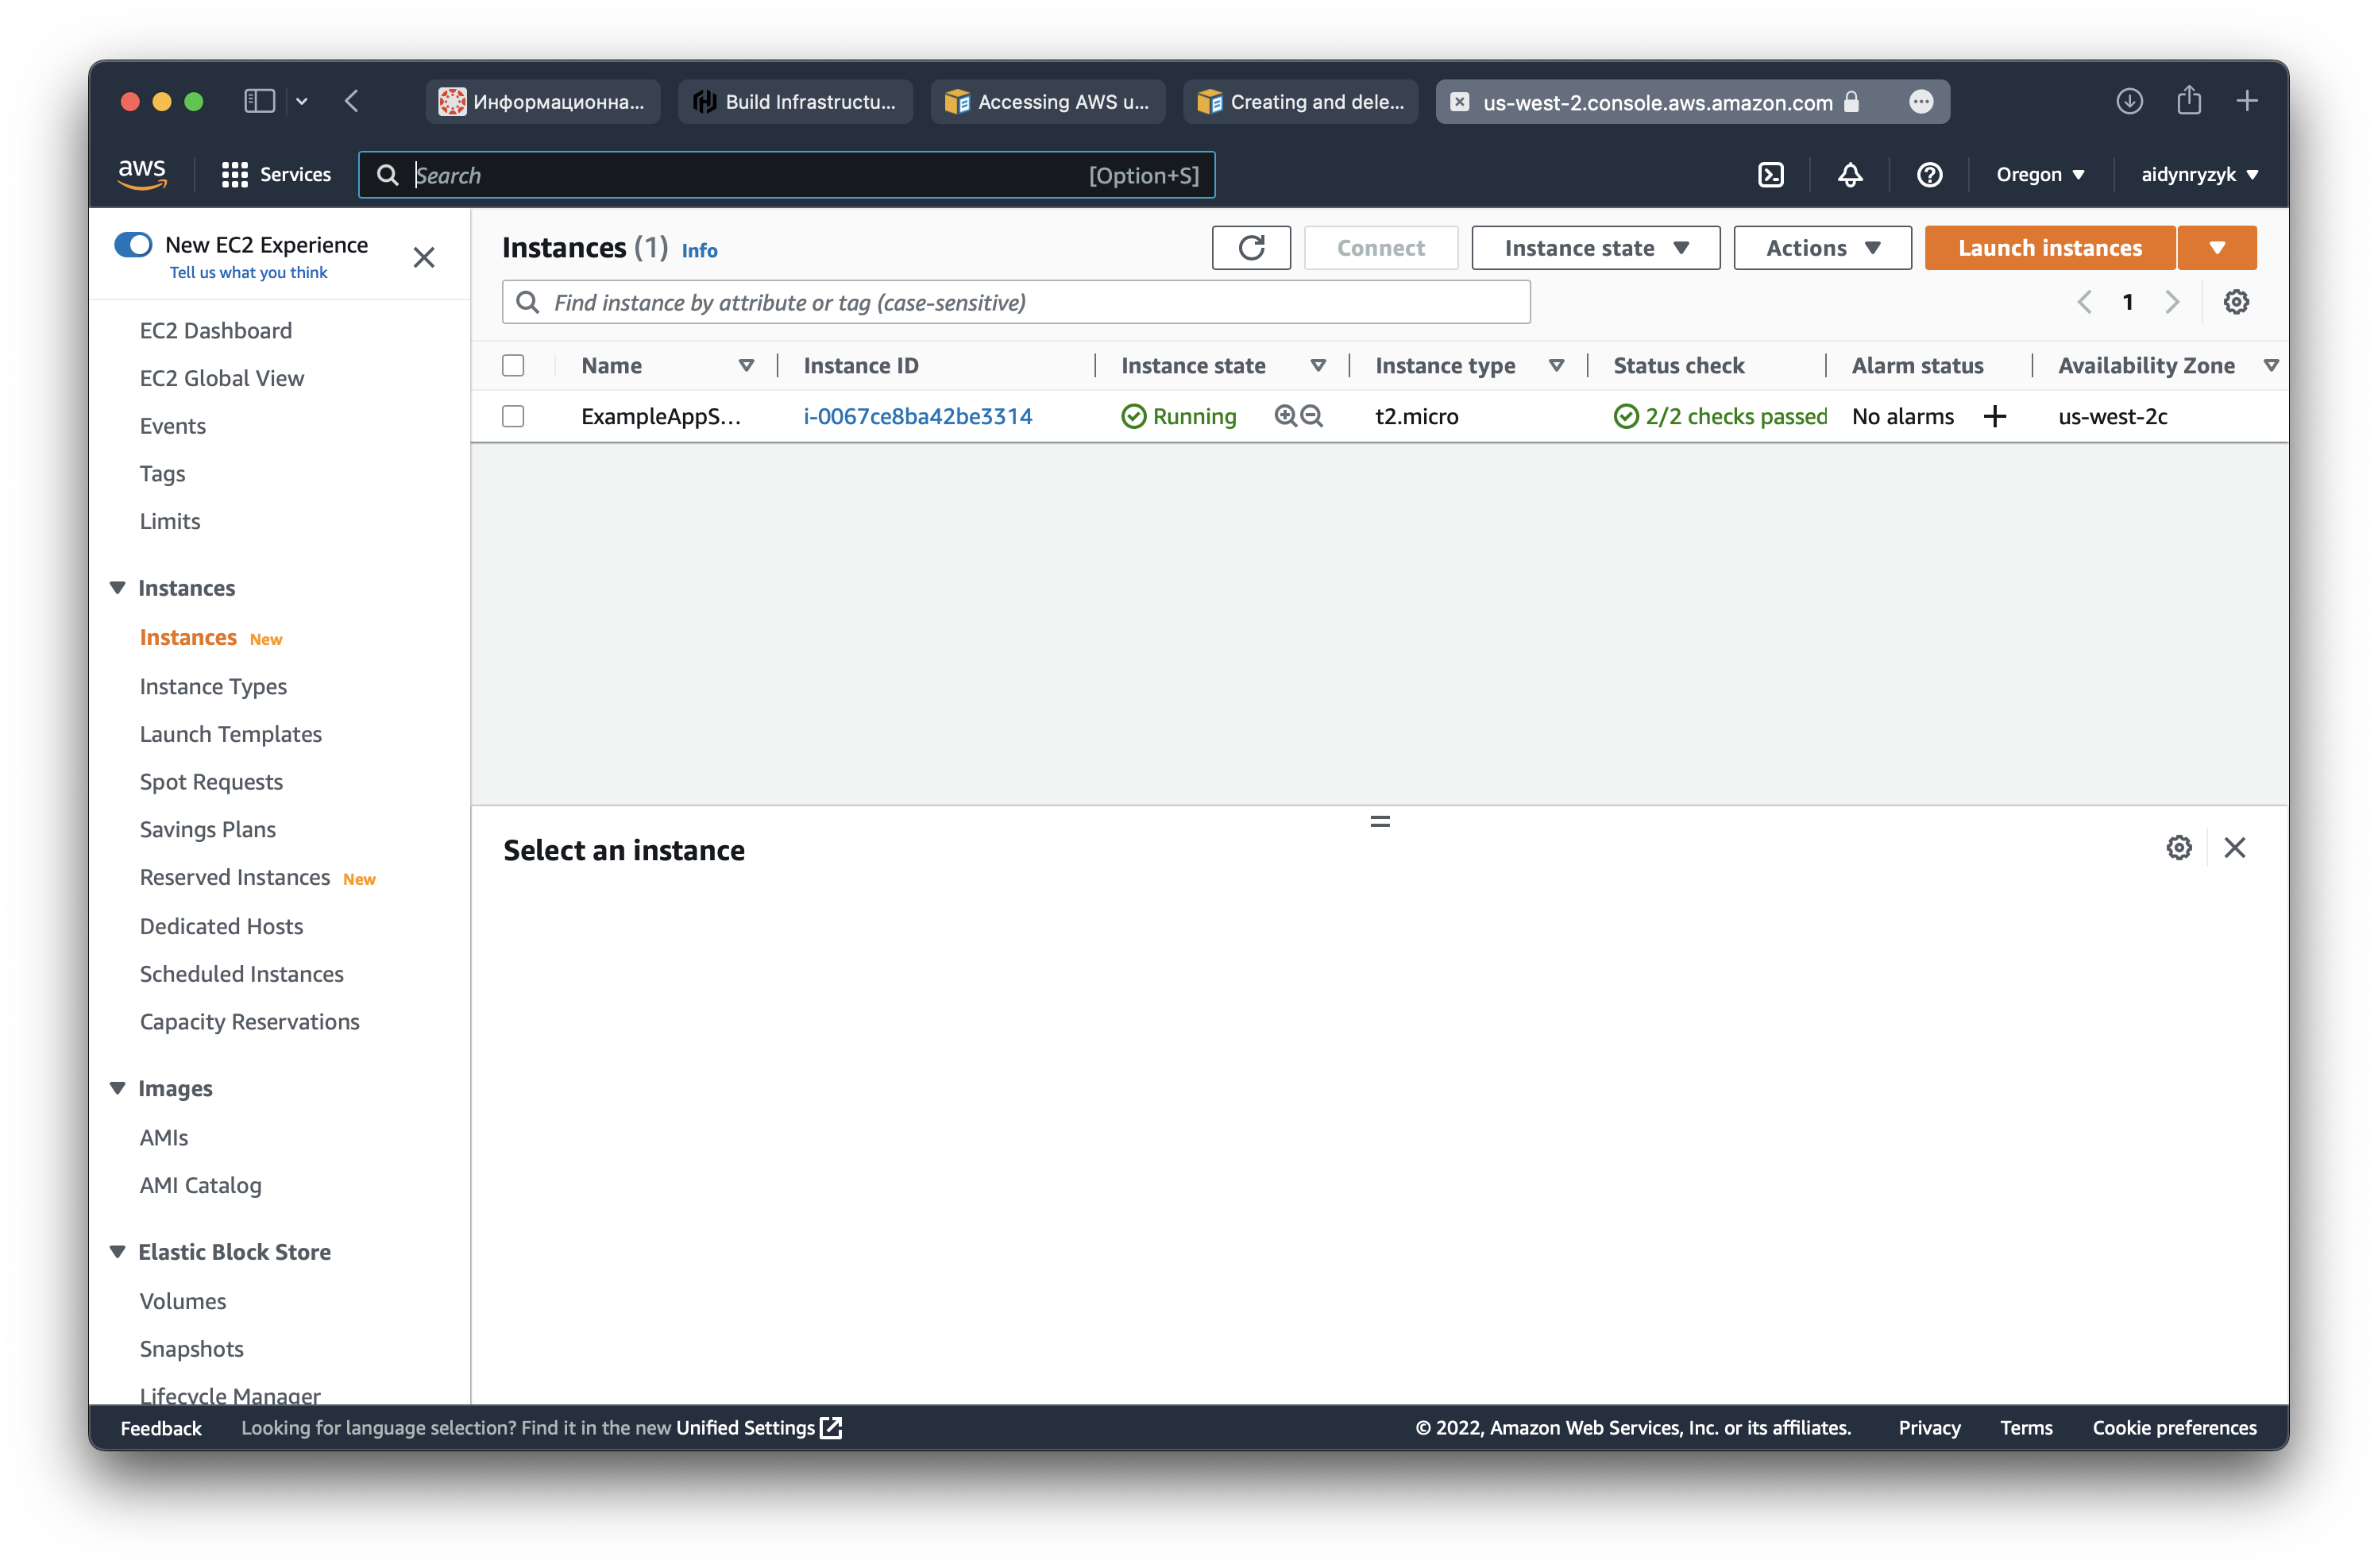 Информационна...
Build Infrastructu...
Accessing AWS u...
Creating and dele...
us-west-2.console.aws.amazon.com
aws
Services
Search
[Option+S]
Oregon
aidynryzyk
New EC2 Experience
Tell us what you think
EC2 Dashboard
EC2 Global View
Events
Tags
Limits
Instances
Instances New
Instance Types
Launch Templates
Spot Requests
Savings Plans
Reserved Instances New
Dedicated Hosts
Scheduled Instances
Capacity Reservations
Images
AMIs
AMI Catalog
Elastic Block Store
Volumes
Snapshots
Lifecycle Manager
Instances (1) Info
Connect
Instance state
Actions
Launch instances
Find instance by attribute or tag (case-sensitive)
1
Name Instance ID Instance state Instance type Status check Alarm status Availability Zone
ExampleAppS... i-0067ce8ba42be3314 Running t2.micro 2/2 checks passed No alarms us-west-2c
Select an instance
Feedback
Looking for language selection? Find it in the new Unified Settings
© 2022, Amazon Web Services, Inc. or its affiliates.
Privacy
Terms
Cookie preferences